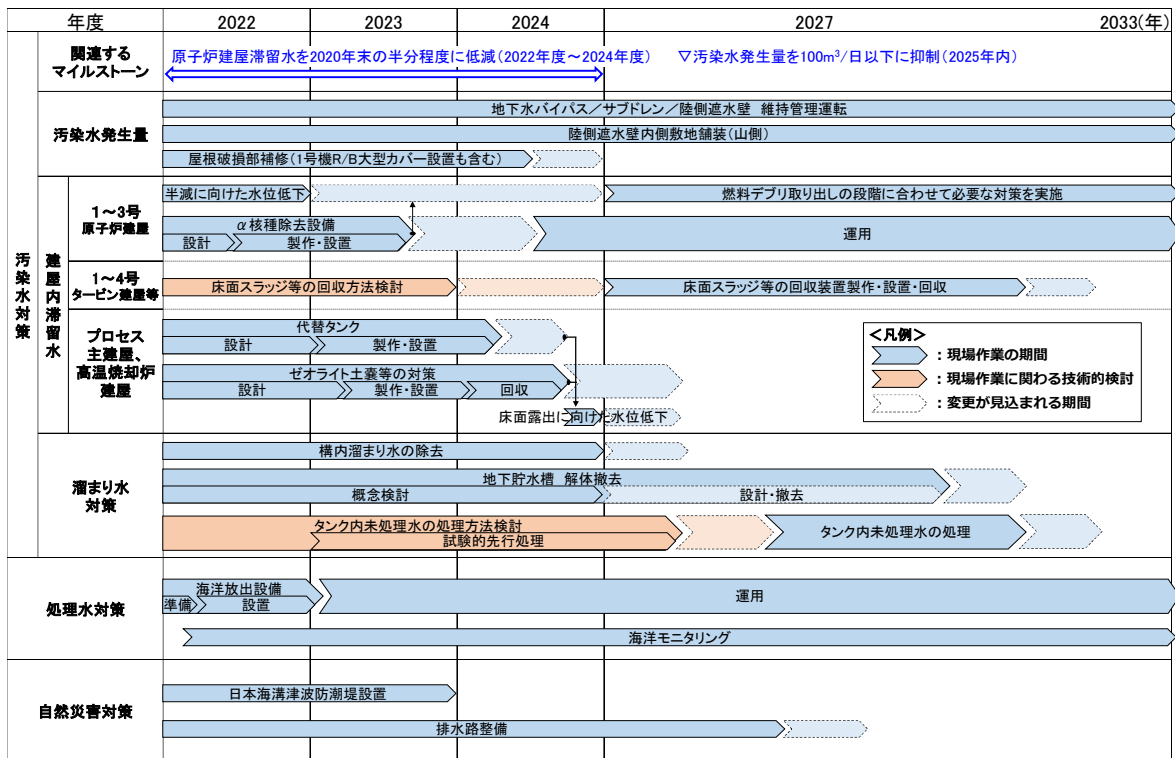 年度 2022 2023 2024 2027 2033(年)
関連する
マイルストーン
原子炉建屋滞留水を2020年末の半分程度に低減(2022年度～2024年度) ▽汚染水発生量を100m³/日以下に抑制(2025年内)
汚染水対策
汚染水発生量
地下水バイパス／サブドレン／陸側遮水壁 維持管理運転
陸側遮水壁内側敷地舗装(山側)
屋根破損部補修(1号機R/B大型カバー設置も含む)
建屋内滞留水
1～3号
原子炉建屋
半減に向けた水位低下
燃料デブリ取り出しの段階に合わせて必要な対策を実施
α核種除去設備
設計 製作・設置
運用
1～4号
タービン建屋等
床面スラッジ等の回収方法検討
床面スラッジ等の回収装置製作・設置・回収
プロセス
主建屋、
高温焼却炉
建屋
代替タンク
設計 製作・設置
ゼオライト土嚢等の対策
設計 製作・設置 回収
床面露出に向けた水位低下
＜凡例＞
：現場作業の期間
：現場作業に関わる技術的検討
：変更が見込まれる期間
溜まり水
対策
構内溜まり水の除去
地下貯水槽 解体撤去
概念検討 設計・撤去
タンク内未処理水の処理方法検討
試験的先行処理
タンク内未処理水の処理
処理水対策
海洋放出設備
準備 設置
運用
海洋モニタリング
自然災害対策
日本海溝津波防潮堤設置
排水路整備